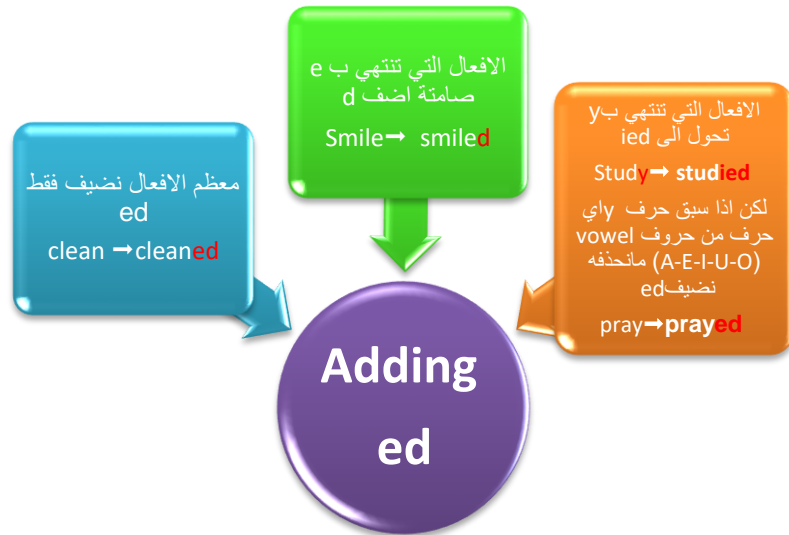 معظم الافعال نضيف فقط
ed
clean →cleaned
الافعال التي تنتهي ب e
صامتة اضف d
Smile→ smiled
الافعال التي تنتهي بy
تحول الى ied
Study→ studied
لكن اذا سبق حرف yاي
حرف من حروف vowel
(A-E-I-U-O) مانحذفه
نضيفed
pray→prayed
Adding
ed